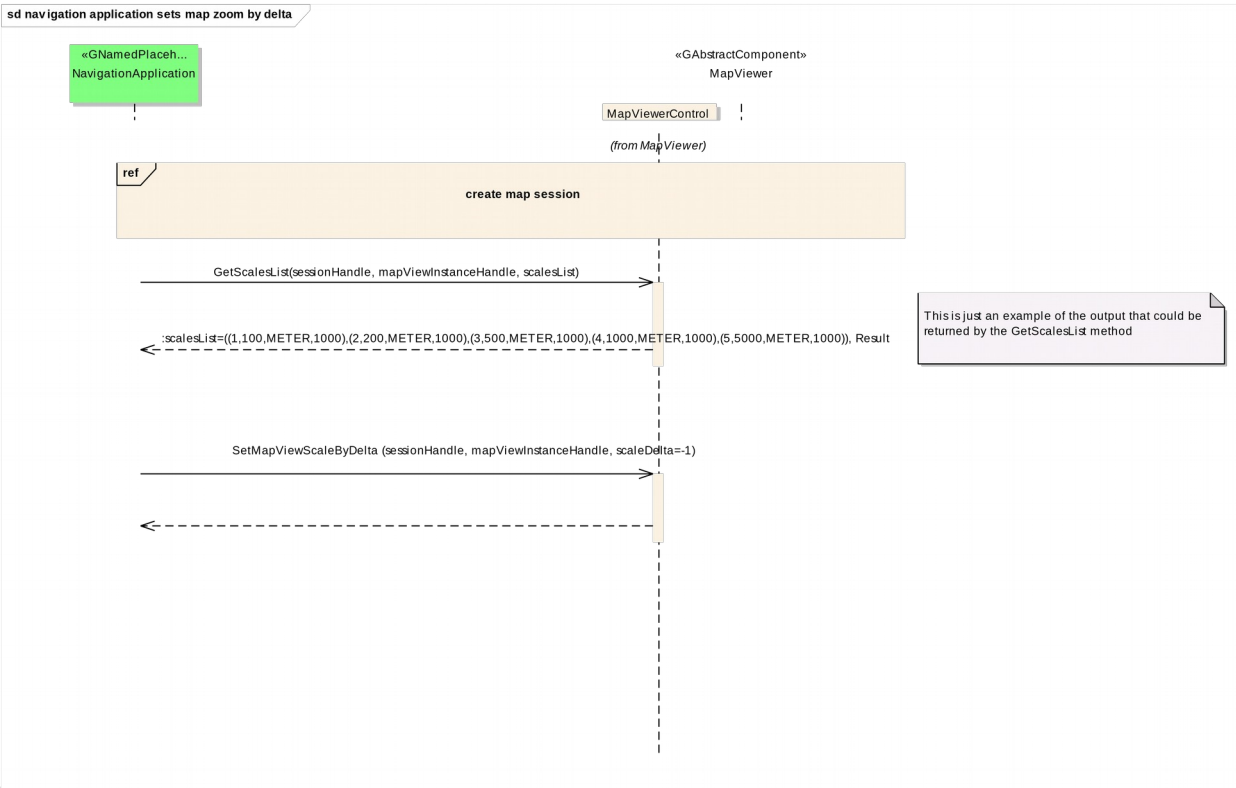 sd navigation application sets map zoom by delta
«GNamedPlaceh...
NavigationApplication
«GAbstractComponent»
MapViewer
MapViewerControl
(from MapViewer)
ref
create map session
GetScalesList(sessionHandle, mapViewInstanceHandle, scalesList)
This is just an example of the output that could be
returned by the GetScalesList method
:scalesList=((1,100,METER,1000),(2,200,METER,1000),(3,500,METER,1000),(4,1000,METER,1000),(5,5000,METER,1000)), Result
SetMapViewScaleByDelta (sessionHandle, mapViewInstanceHandle, scaleDelta=-1)